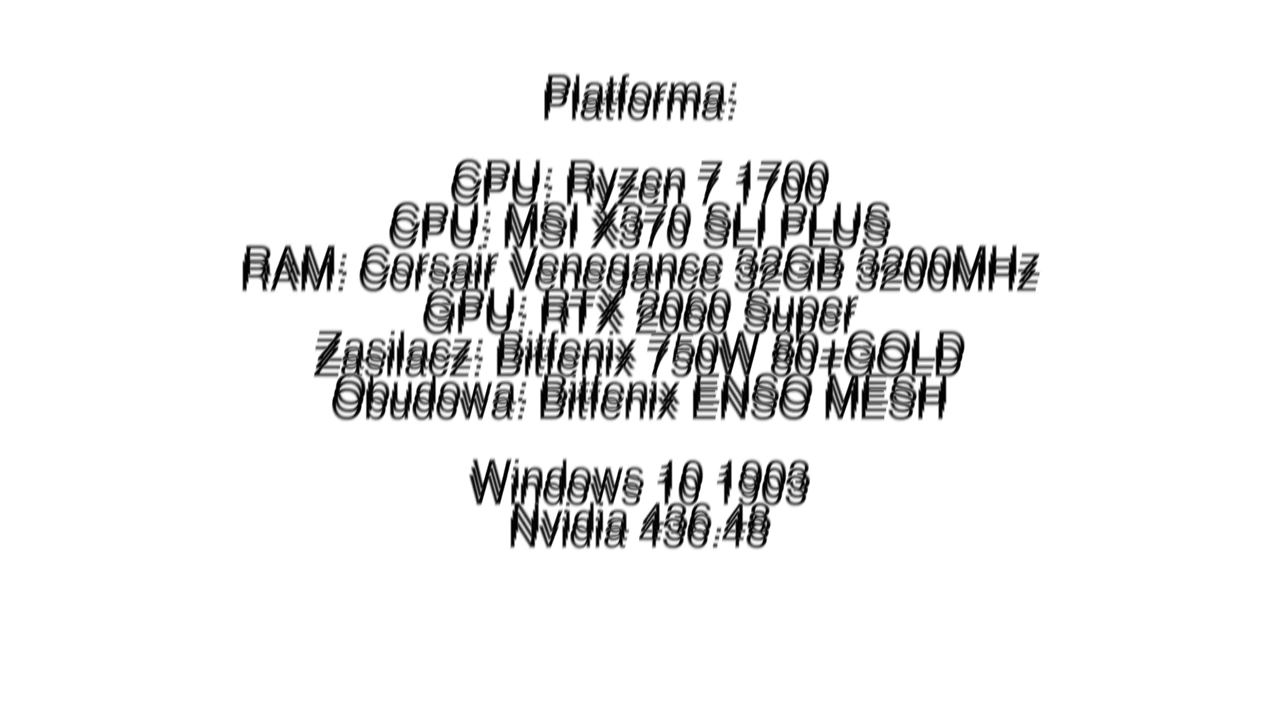 Platforma:
CPU: Ryzen 7 1700
CPU: MSI X370 SLI PLUS
RAM: Corsair Venegance 32GB 3200MHz
GPU: RTX 2060 Super
Zasilacz: Bitfenix 750W 80+GOLD
Obudowa: Bitfenix ENSO MESH
Windows 10 1903
Nvidia 436.48